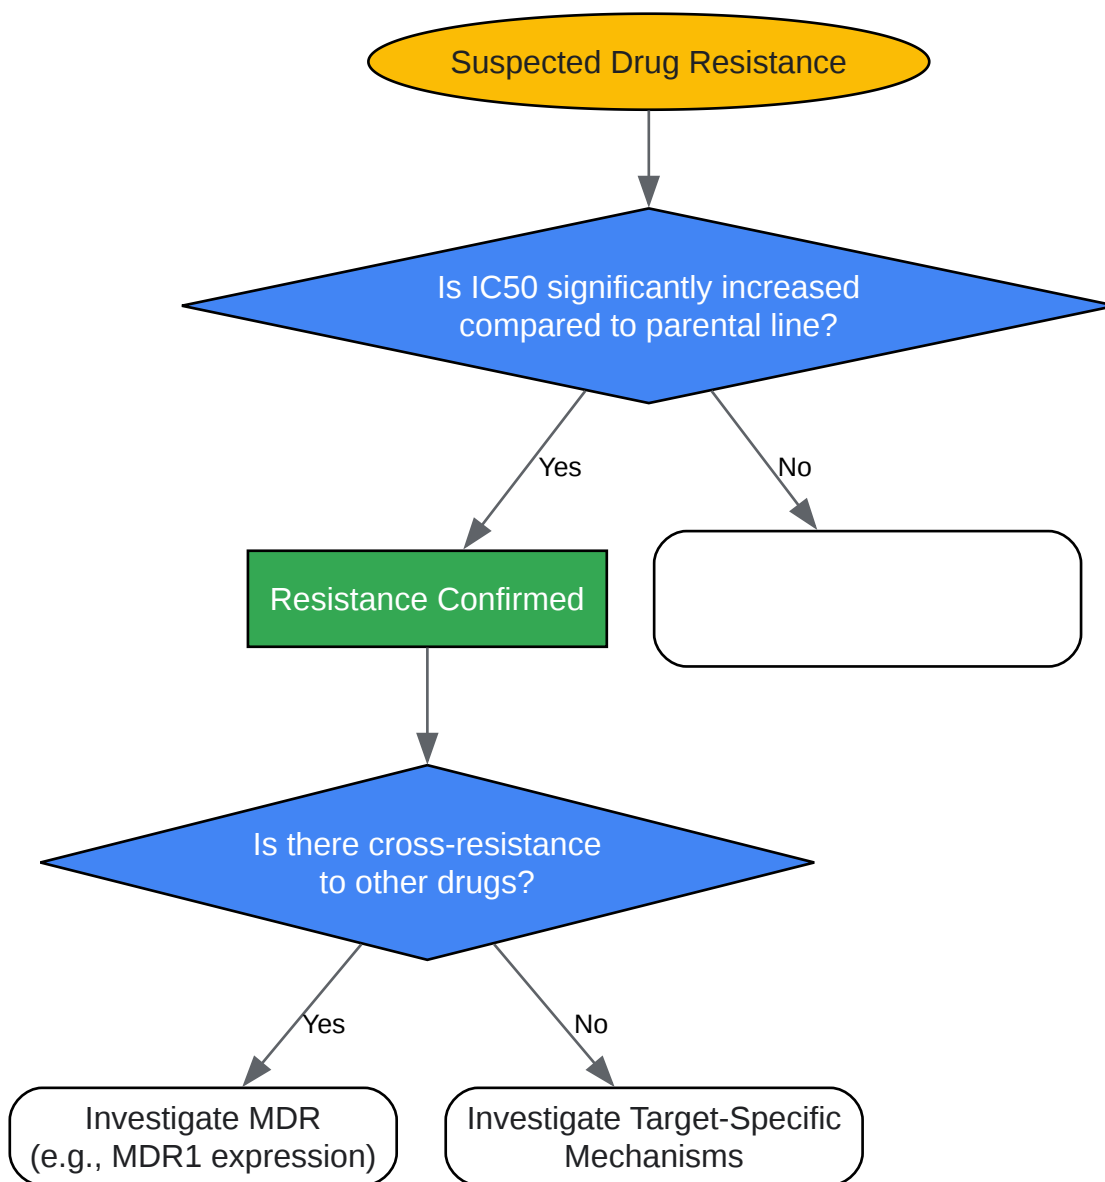 Suspected Drug Resistance
Is IC50 significantly increased
compared to parental line?
Yes
No
Resistance Confirmed
Is there cross-resistance
to other drugs?
Yes
No
Investigate MDR
(e.g., MDR1 expression)
Investigate Target-Specific
Mechanisms